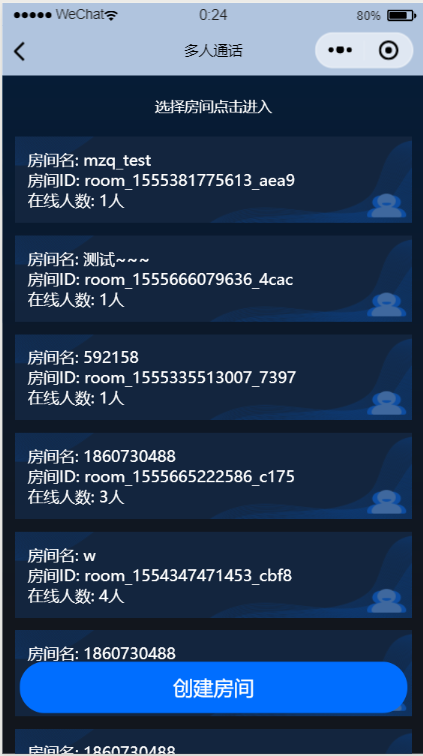 WeChat
0:24
80%
多人通话
选择房间点击进入
房间名: mzq_test
房间ID: room_1555381775613_aea9
在线人数: 1人
房间名: 测试~~~
房间ID: room_1555666079636_4cac
在线人数: 1人
房间名: 592158
房间ID: room_1555335513007_7397
在线人数: 1人
房间名: 1860730488
房间ID: room_1555665222586_c175
在线人数: 3人
房间名: w
房间ID: room_1554347471453_cbf8
在线人数: 4人
房间名: 1860730488
创建房间
房间名: 1860730488